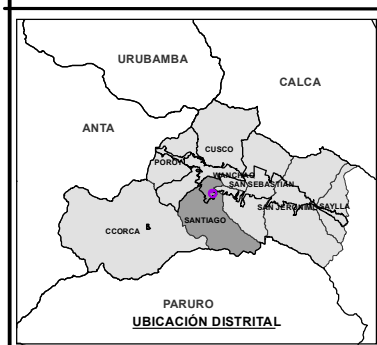 URUBAMBA
CALCA
ANTA
CUSCO
POROY
WANCHAQ
SAN SEBASTIAN
SAN JERONIMO
SAYLLA
SANTIAGO
CCORCA
PARURO
UBICACIÓN DISTRITAL